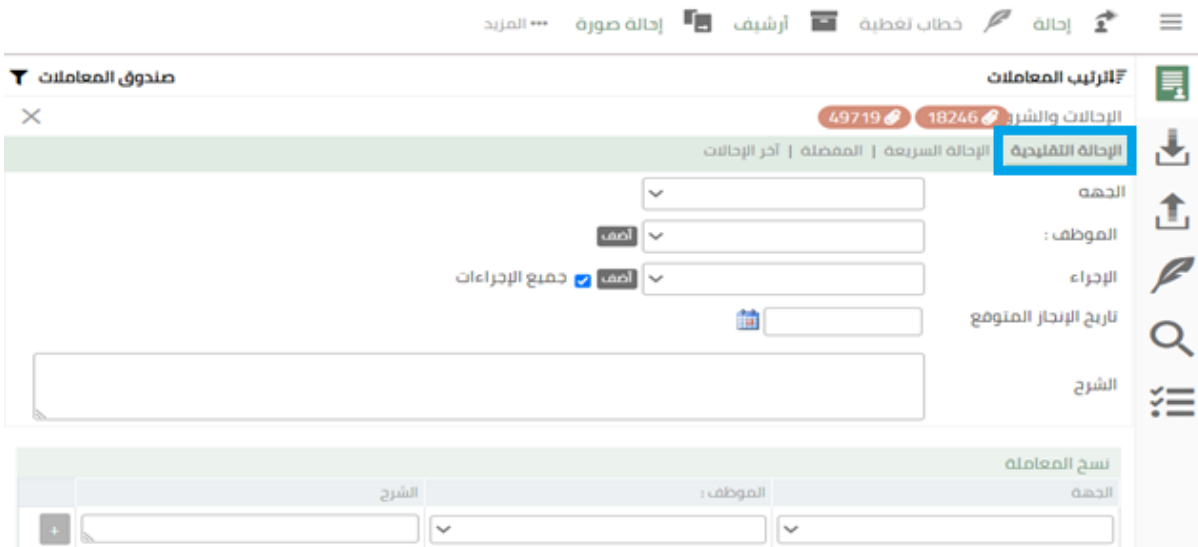 إحالة خطاب تغطية أرشيف إحالة صورة ••• المزيد
ترتيب المعاملات صندوق المعاملات
الإحالات والشرو 18246 49719
الإحالة التقليدية الإحالة السريعة | المفضلة | آخر الإحالات
الجهه
الموظف : أضف
الإجراء أضف جميع الإجراءات
تاريخ الإنجاز المتوقع
الشرح
نسخ المعاملة
الجهة الموظف : الشرح
+